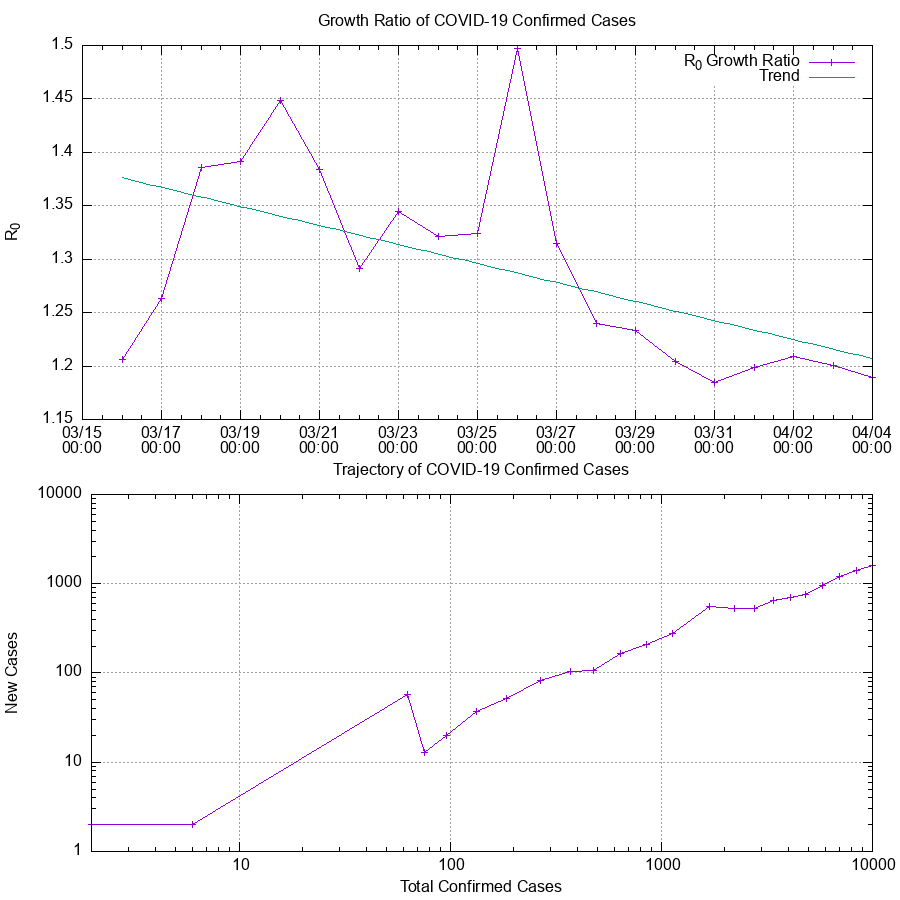 Growth Ratio of COVID-19 Confirmed Cases
1.5
R0 Growth Ratio
Trend
1.45
1.4
1.35
1.3
1.25
1.2
1.15
R0
03/15 03/17 03/19 03/21 03/23 03/25 03/27 03/29 03/31 04/02 04/04
00:00 00:00 00:00 00:00 00:00 00:00 00:00 00:00 00:00 00:00 00:00
Trajectory of COVID-19 Confirmed Cases
10000
1000
100
10
1
New Cases
10 100 1000 10000
Total Confirmed Cases